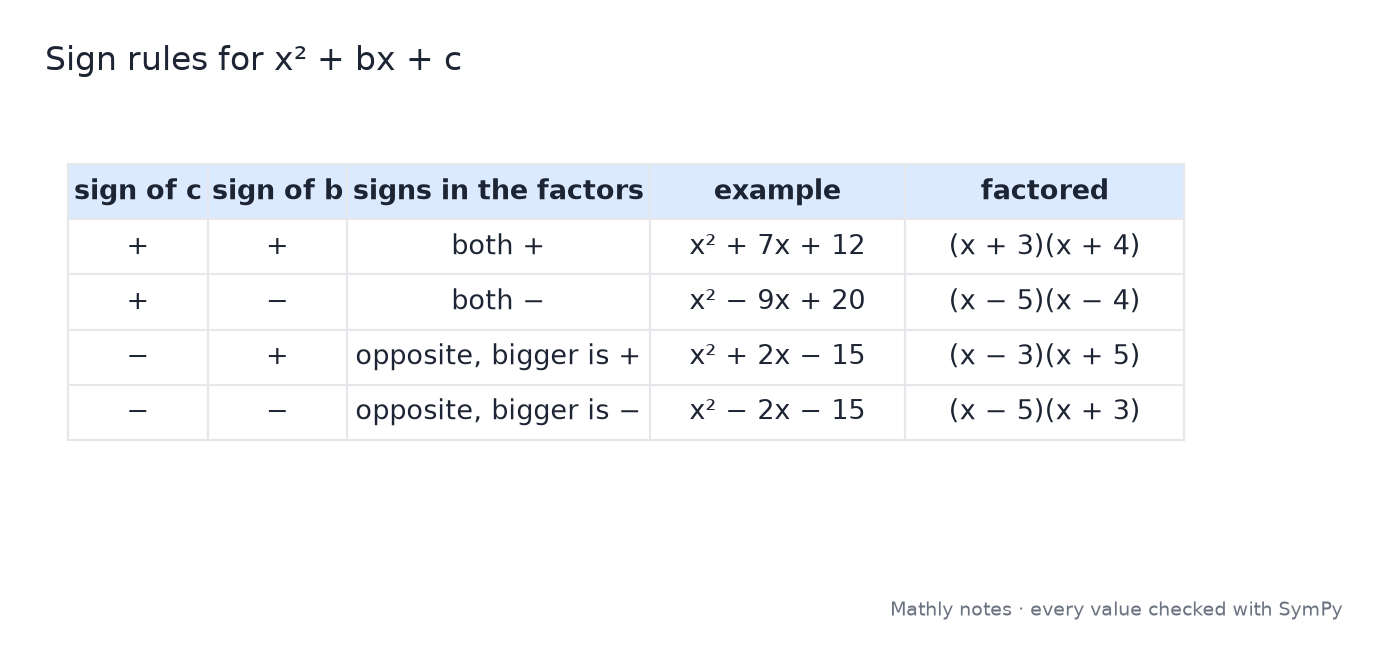 Sign rules for x² + bx + c
sign of c sign of b signs in the factors example factored
+ + both + x² + 7x + 12 (x + 3)(x + 4)
+ − both − x² − 9x + 20 (x − 5)(x − 4)
− + opposite, bigger is + x² + 2x − 15 (x − 3)(x + 5)
− − opposite, bigger is − x² − 2x − 15 (x − 5)(x + 3)
Mathly notes · every value checked with SymPy